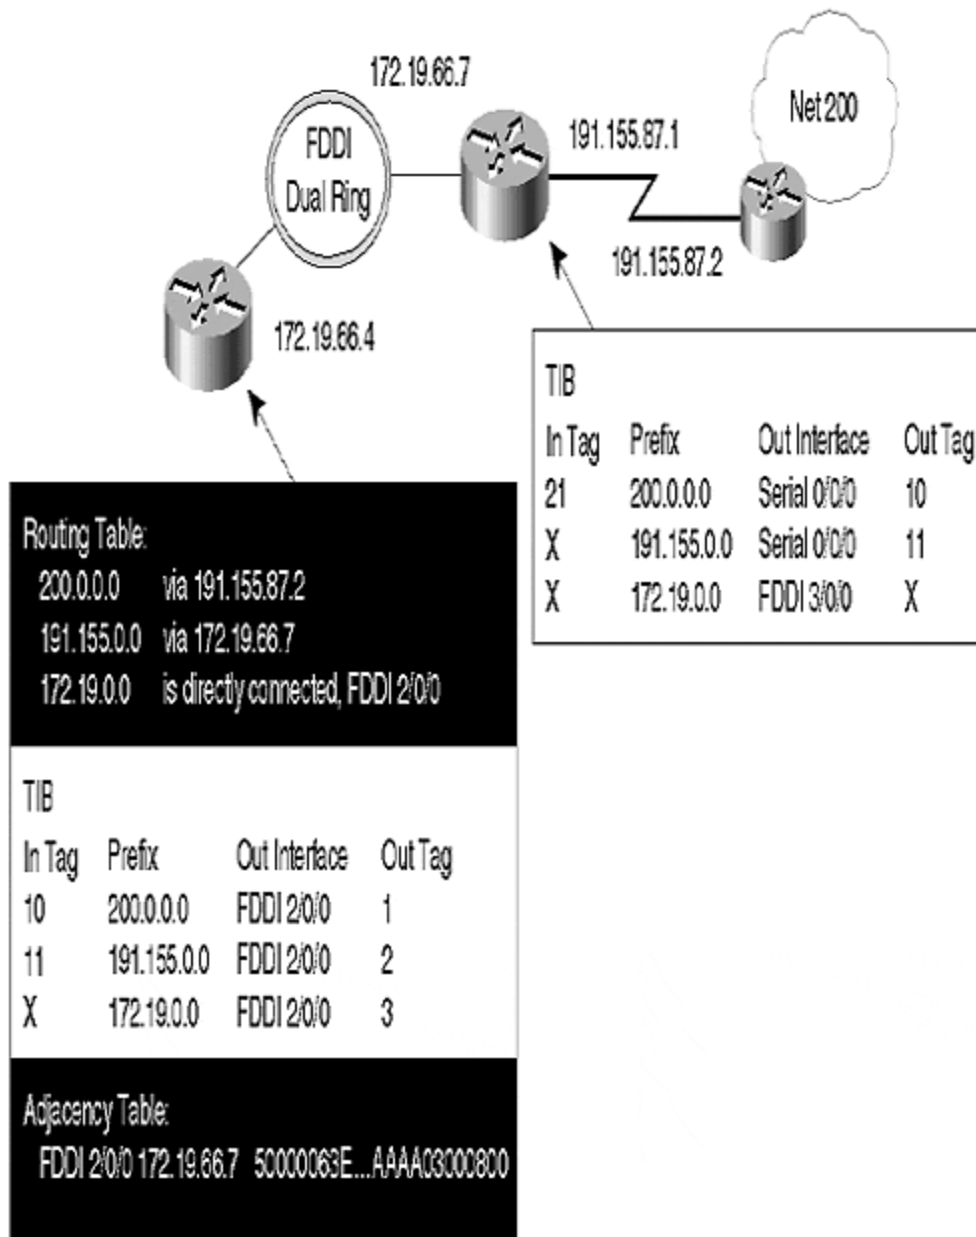 172.19.66.7
Net 200
FDDI
Dual Ring
191.155.87.1
191.155.87.2
172.19.66.4
TIB
In Tag Prefix Out Interface Out Tag
21 200.0.0.0 Serial 0/0/0 10
X 191.155.0.0 Serial 0/0/0 11
X 172.19.0.0 FDDI 3/0/0 X
Routing Table:
200.0.0.0 via 191.155.87.2
191.155.0.0 via 172.19.66.7
172.19.0.0 is directly connected, FDDI 2/0/0
TIB
In Tag Prefix Out Interface Out Tag
10 200.0.0.0 FDDI 2/0/0 1
11 191.155.0.0 FDDI 2/0/0 2
X 172.19.0.0 FDDI 2/0/0 3
Adjacency Table:
FDDI 2/0/0 172.19.66.7 50000063E...AAAA03000800